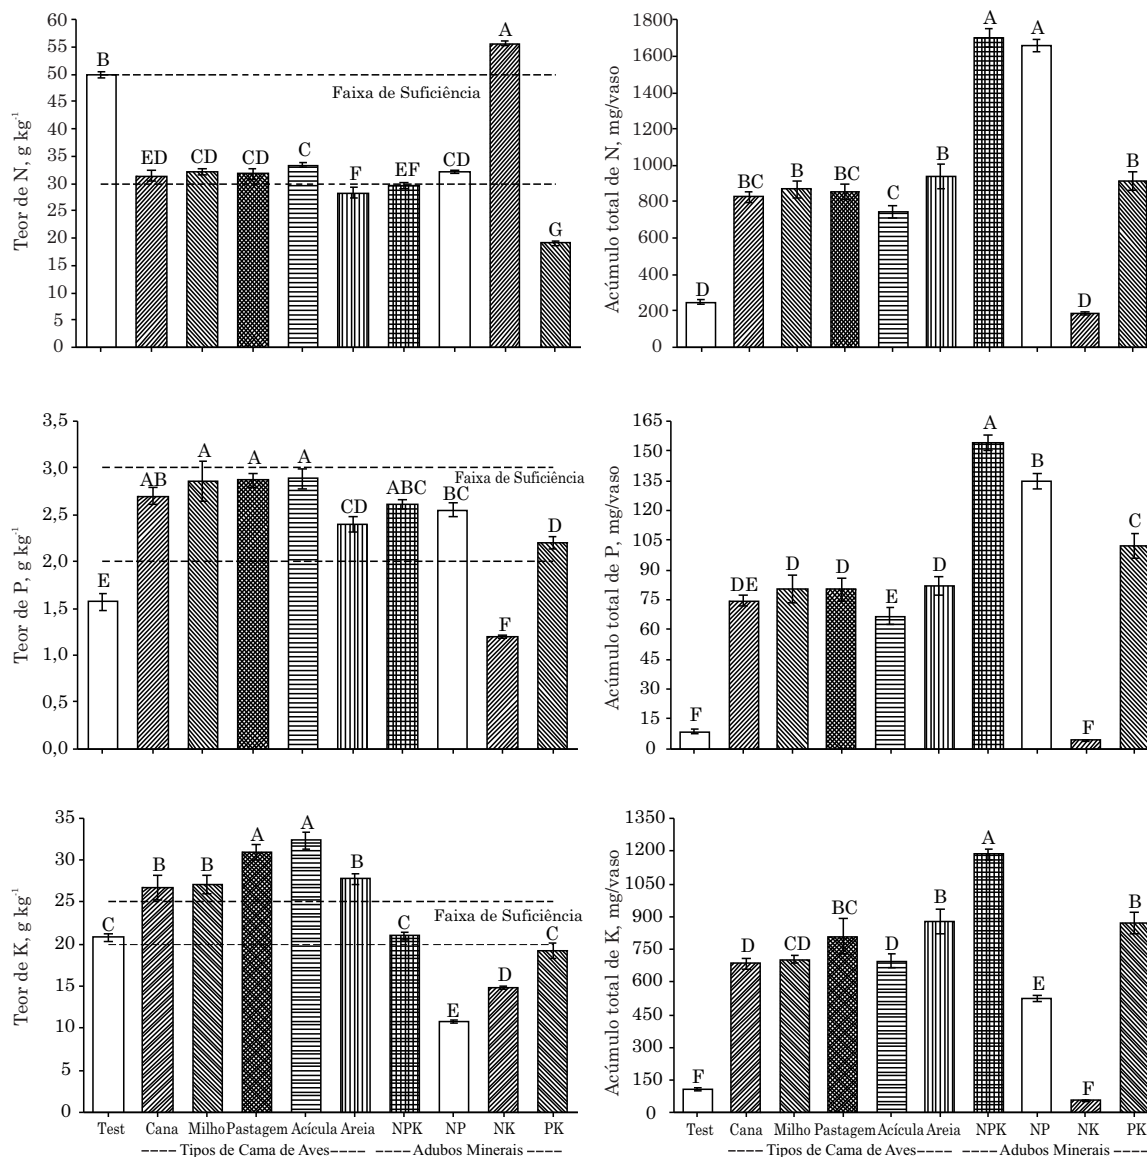 Teor de N, g kg⁻¹
60
55
50
45
40
35
30
25
20
15
10
5
0
B
ED
CD
CD
C
F
EF
CD
A
G
Faixa de Suficiência
Acúmulo total de N, mg/vaso
1800
1600
1400
1200
1000
800
600
400
200
0
D
BC
B
BC
C
B
A
A
D
B
Teor de P, g kg⁻¹
3,5
3,0
2,5
2,0
1,5
1,0
0,5
0,0
E
AB
A
A
A
CD
ABC
BC
F
D
Faixa de Suficiência
Acúmulo total de P, mg/vaso
165
150
135
120
105
90
75
60
45
30
15
0
F
DE
D
D
E
D
A
B
F
C
Teor de K, g kg⁻¹
35
30
25
20
15
10
5
0
C
B
B
A
A
B
C
E
D
C
Faixa de Suficiência
Test Cana Milho Pastagem Acícula Areia NPK NP NK PK
----Tipos de Cama de Aves---- ----Adubos Minerais----
Acúmulo total de K, mg/vaso
1350
1200
1050
900
750
600
450
300
150
0
F
D
CD
BC
D
B
A
E
F
B
Test Cana Milho Pastagem Acícula Areia NPK NP NK PK
----Tipos de Cama de Aves---- ----Adubos Minerais----